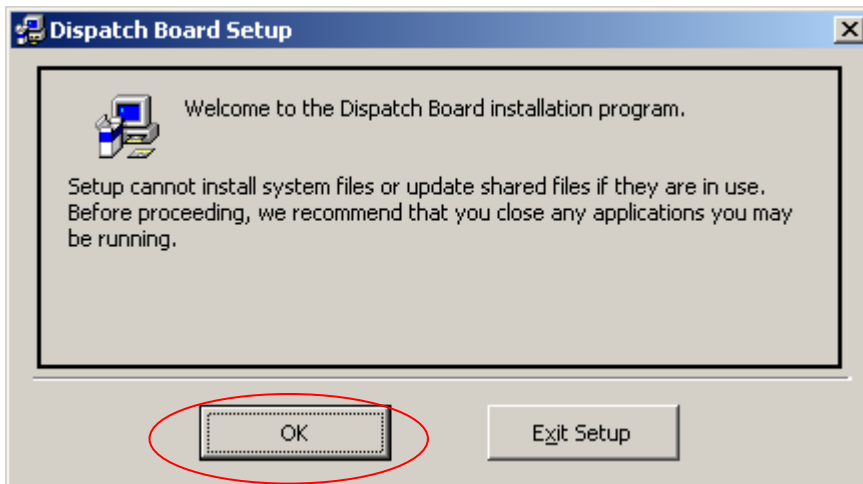 Dispatch Board Setup
Welcome to the Dispatch Board installation program.
Setup cannot install system files or update shared files if they are in use.
Before proceeding, we recommend that you close any applications you may
be running.
OK
Exit Setup